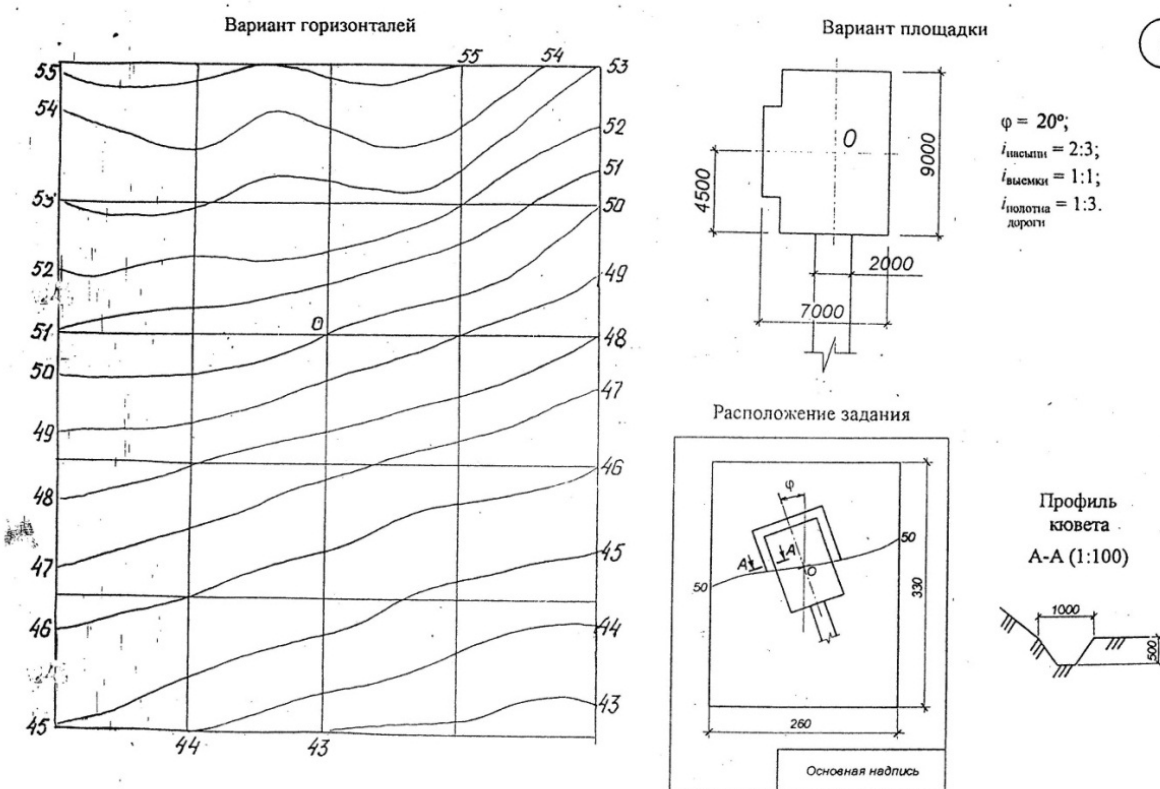 Вариант горизонталей
55
54
53
55
54
53
52
52
51
51
50
О
50
49
49
48
48
47
47
46
46
45
45
44
43
44
43
Вариант площадки
О
4500
9000
2000
7000
φ = 20°;
iнасыпи = 2:3;
iвыемки = 1:1;
iполотна = 1:3.
дороги
Расположение задания
φ
А
А
О
50
50
330
260
Основная надпись
Профиль
кювета
А-А (1:100)
1000
500